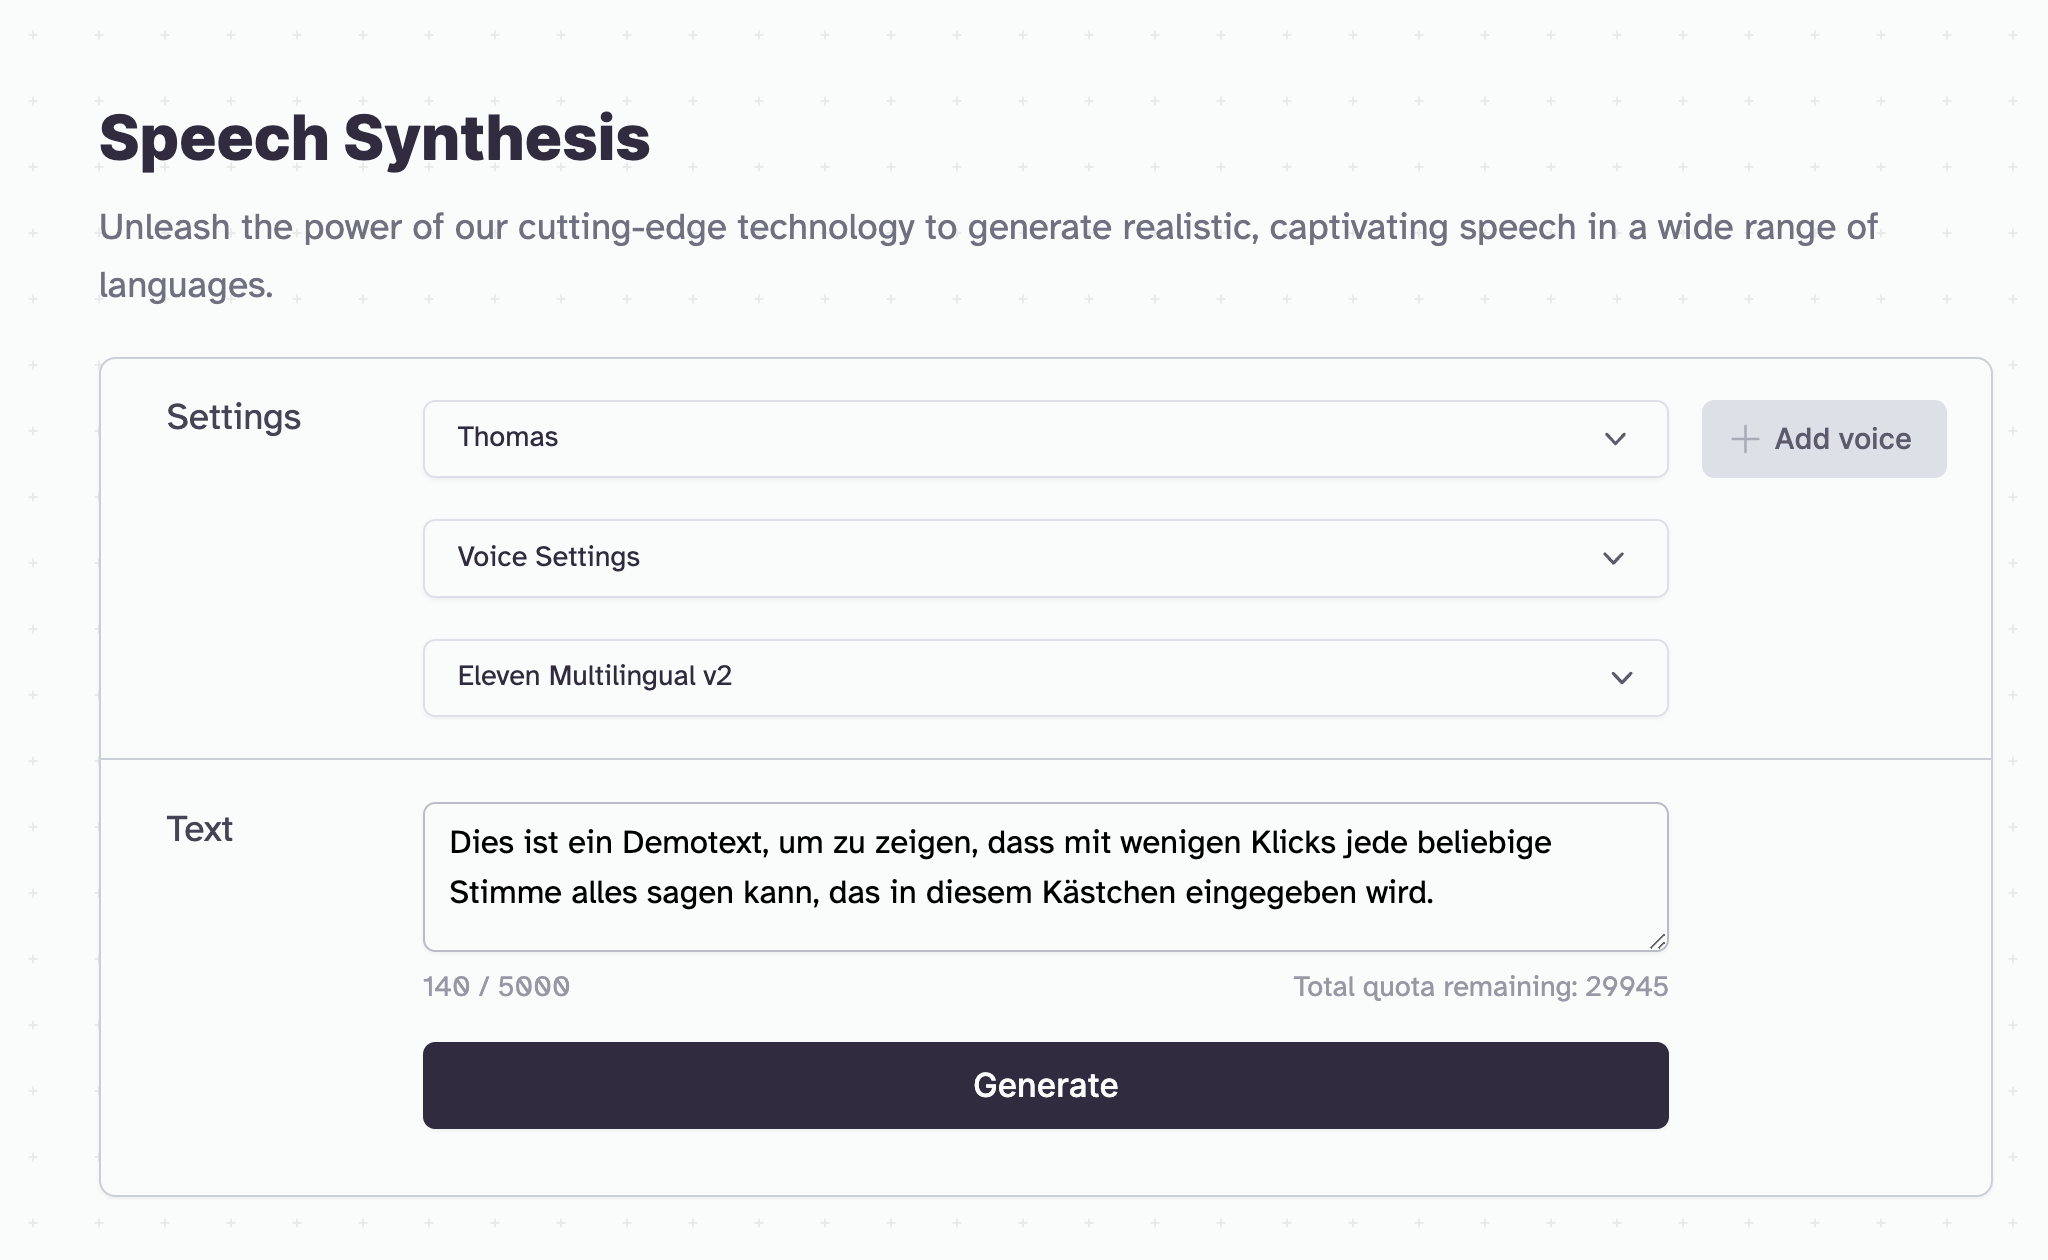 Speech Synthesis
Unleash the power of our cutting-edge technology to generate realistic, captivating speech in a wide range of
languages.
Settings
Thomas
Add voice
Voice Settings
Eleven Multilingual v2
Text
Dies ist ein Demotext, um zu zeigen, dass mit wenigen Klicks jede beliebige
Stimme alles sagen kann, das in diesem Kästchen eingegeben wird.
140 / 5000
Total quota remaining: 29945
Generate